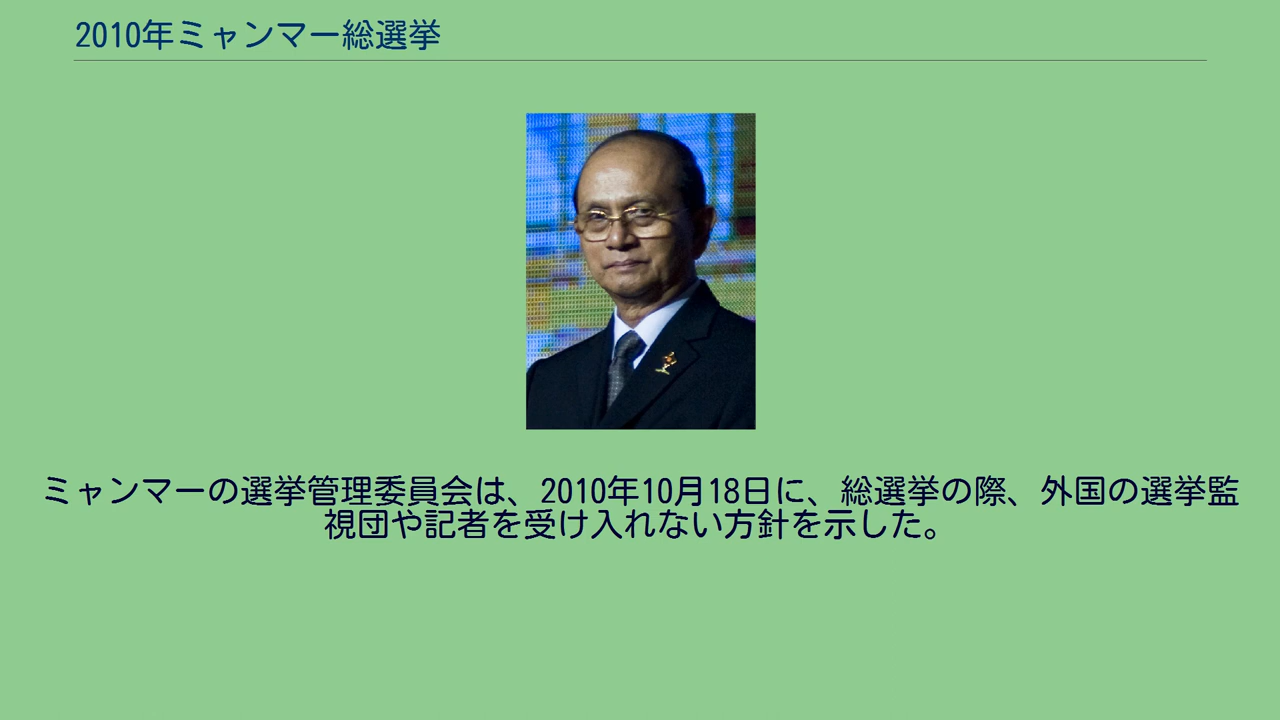 2010年ミャンマー総選挙
ミャンマーの選挙管理委員会は、2010年10月18日に、総選挙の際、外国の選挙監
視団や記者を受け入れない方針を示した。